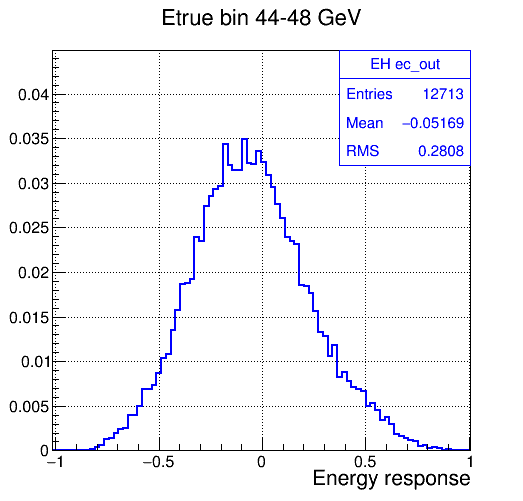 Etrue bin 44-48 GeV
EH ec_out
Entries 12713
Mean −0.05169
RMS 0.2808
0.04
0.035
0.03
0.025
0.02
0.015
0.01
0.005
0
−1 −0.5 0 0.5 1
Energy response